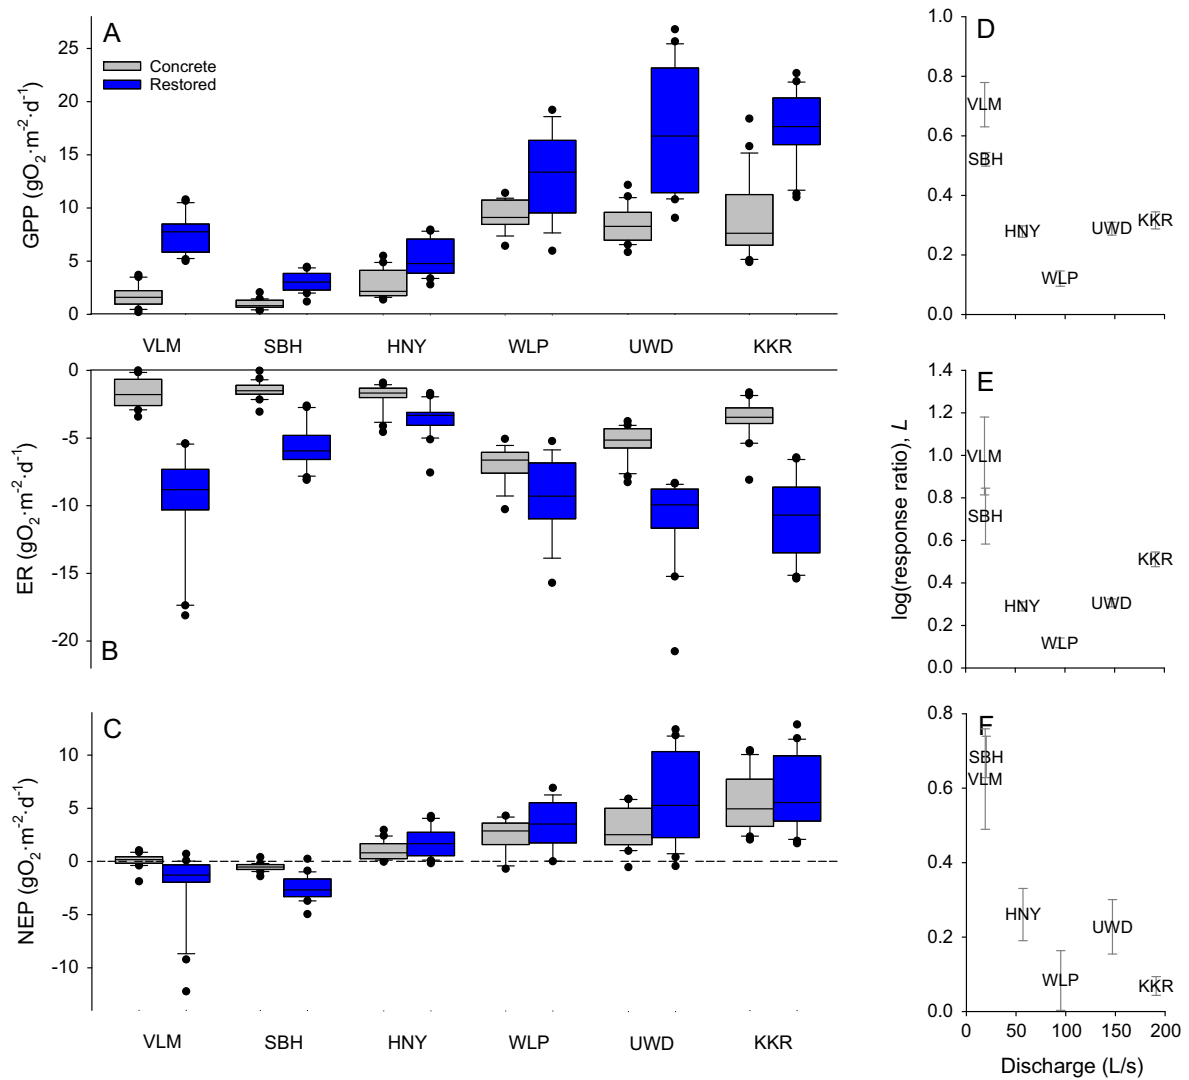 A
Concrete
Restored
GPP (gO2·m-2·d-1)
25
20
15
10
5
0
VLM SBH HNY WLP UWD KKR
B
ER (gO2·m-2·d-1)
0
-5
-10
-15
-20
C
NEP (gO2·m-2·d-1)
10
5
0
-5
-10
VLM SBH HNY WLP UWD KKR
D
1.0
0.8
0.6
0.4
0.2
0.0
VLM
SBH
HNY
WLP
UWD
KKR
E
log(response ratio), L
1.4
1.2
1.0
0.8
0.6
0.4
0.2
0.0
VLM
SBH
HNY
WLP
UWD
KKR
F
0.8
0.6
0.4
0.2
0.0
SBH
VLM
HNY
WLP
UWD
KKR
0 50 100 150 200
Discharge (L/s)